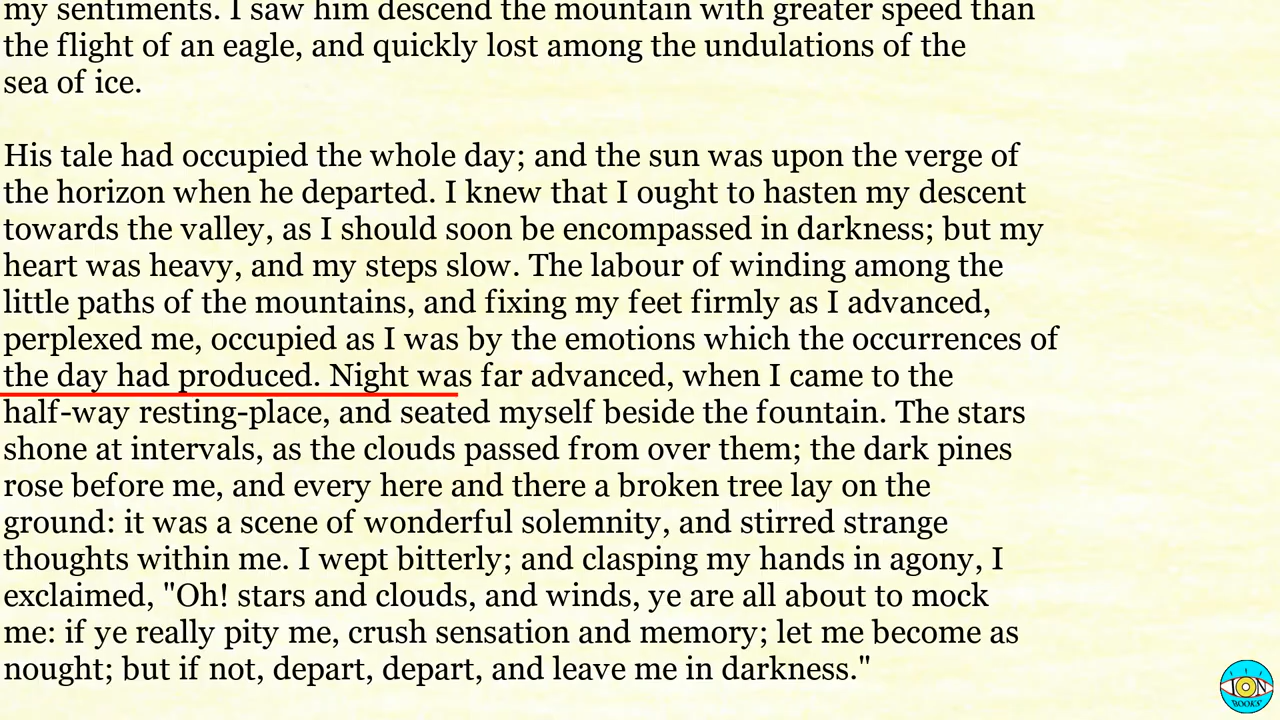 my sentiments. I saw him descend the mountain with greater speed than
the flight of an eagle, and quickly lost among the undulations of the
sea of ice.
His tale had occupied the whole day; and the sun was upon the verge of
the horizon when he departed. I knew that I ought to hasten my descent
towards the valley, as I should soon be encompassed in darkness; but my
heart was heavy, and my steps slow. The labour of winding among the
little paths of the mountains, and fixing my feet firmly as I advanced,
perplexed me, occupied as I was by the emotions which the occurrences of
the day had produced. Night was far advanced, when I came to the
half-way resting-place, and seated myself beside the fountain. The stars
shone at intervals, as the clouds passed from over them; the dark pines
rose before me, and every here and there a broken tree lay on the
ground: it was a scene of wonderful solemnity, and stirred strange
thoughts within me. I wept bitterly; and clasping my hands in agony, I
exclaimed, "Oh! stars and clouds, and winds, ye are all about to mock
me: if ye really pity me, crush sensation and memory; let me become as
nought; but if not, depart, depart, and leave me in darkness."
ION
BOOKS